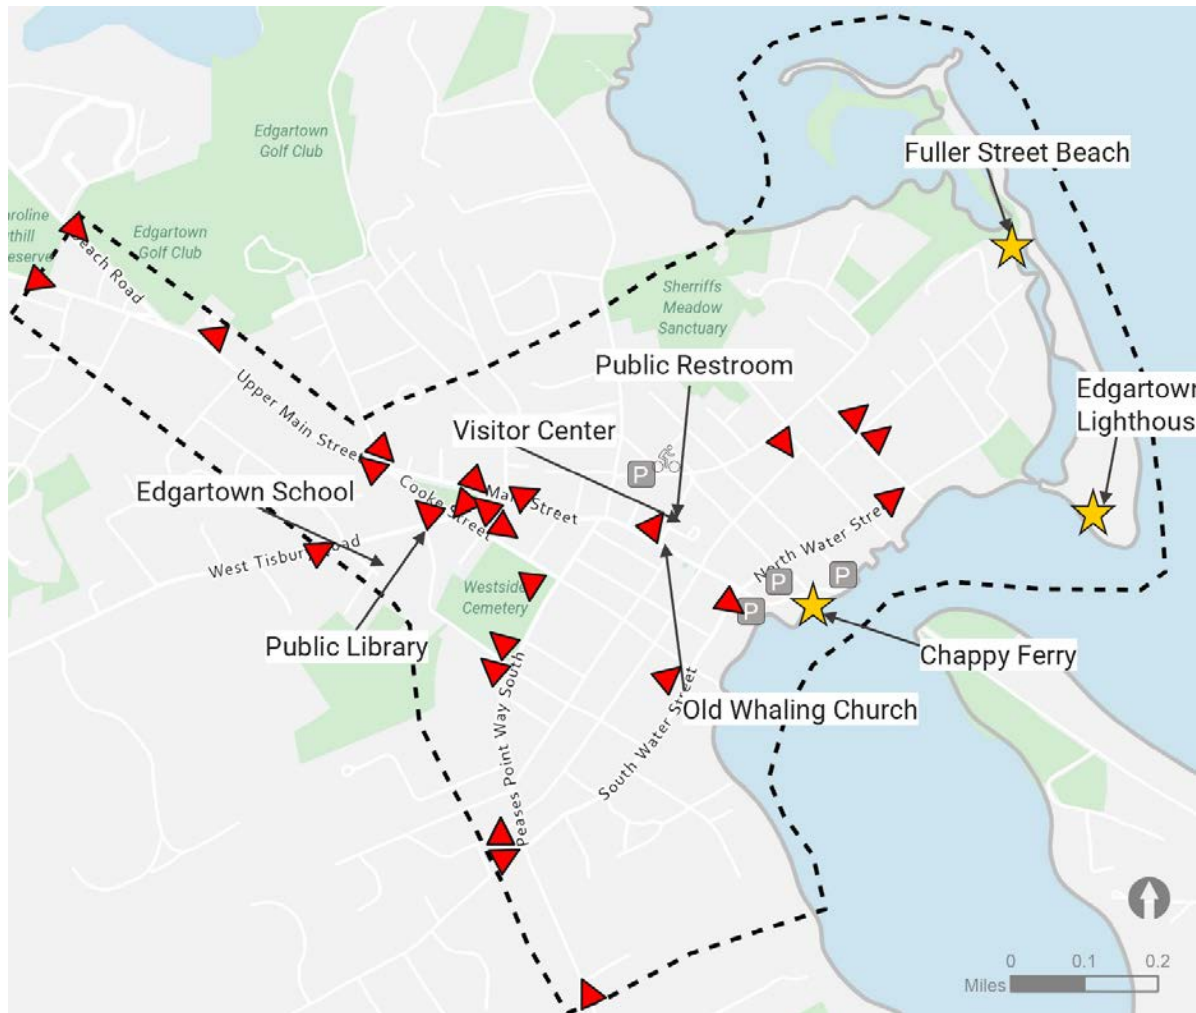 Edgartown
Golf Club
Fuller Street Beach
Edgartown
Golf Club
Beach Road
Sherriffs
Meadow
Sanctuary
Public Restroom
Upper Main Street
Visitor Center
Edgartown
Lighthous
P
Edgartown School
Cooke Street
Main Street
West Tisbury Road
North Water Street
P
P
P
Westside
Cemetery
Public Library
Chappy Ferry
Old Whaling Church
Peases Point Way South
South Water Street
0 0.1 0.2
Miles